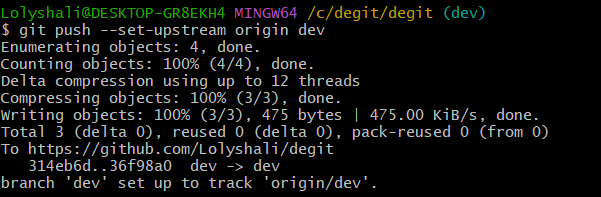 Lolyshali@DESKTOP-GR8EKH4 MINGW64 /c/degit/degit (dev)
$ git push --set-upstream origin dev
Enumerating objects: 4, done.
Counting objects: 100% (4/4), done.
Delta compression using up to 12 threads
Compressing objects: 100% (3/3), done.
Writing objects: 100% (3/3), 475 bytes | 475.00 KiB/s, done.
Total 3 (delta 0), reused 0 (delta 0), pack-reused 0 (from 0)
To https://github.com/Lolyshali/degit
   314eb6d..36f98a0  dev -> dev
branch 'dev' set up to track 'origin/dev'.